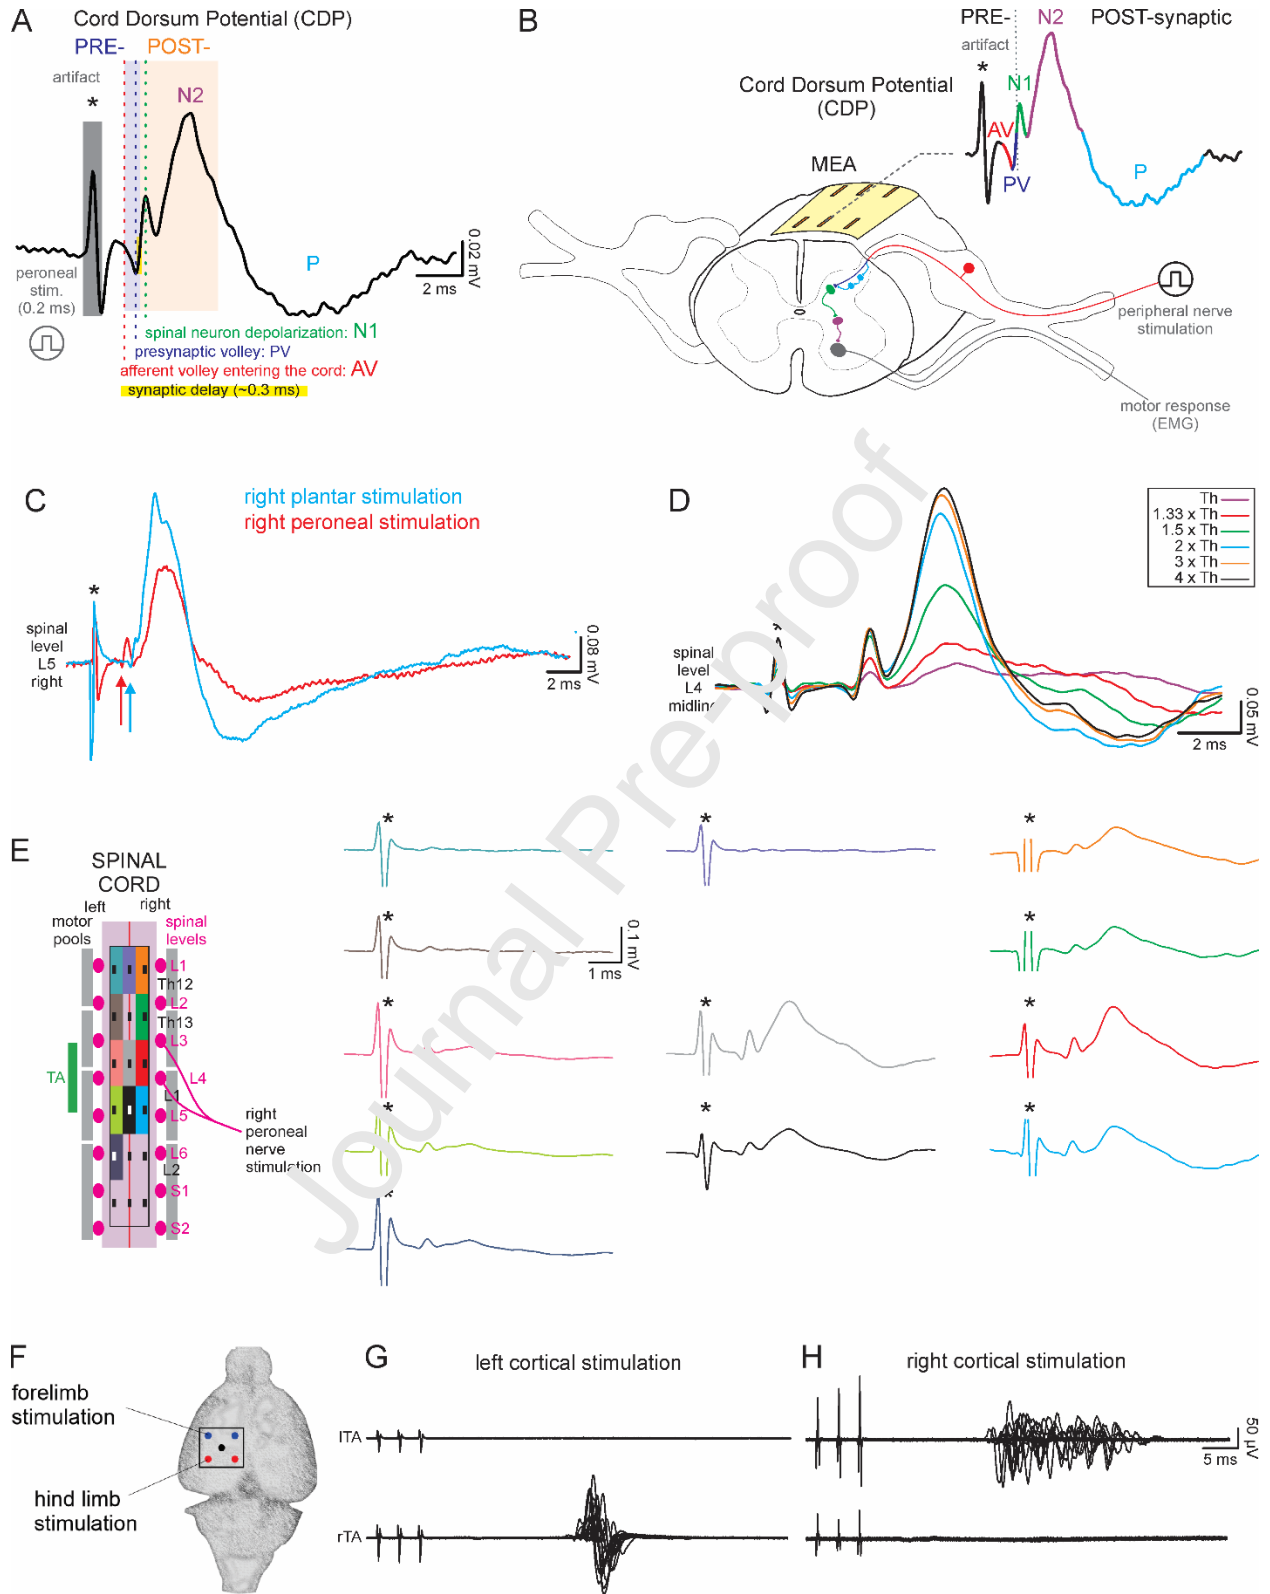 A
Cord Dorsum Potential (CDP)
PRE-
POST-
artifact
*
N2
P
0.02 mV
2 ms
peroneal
stim.
(0.2 ms)
spinal neuron depolarization: N1
presynaptic volley: PV
afferent volley entering the cord: AV
synaptic delay (~0.3 ms)
B
PRE-
N2
POST-synaptic
artifact
*
Cord Dorsum Potential
(CDP)
N1
AV
PV
P
MEA
peripheral nerve
stimulation
motor response
(EMG)
C
right plantar stimulation
right peroneal stimulation
*
spinal
level
L5
right
0.08 mV
2 ms
D
Th
1.33 x Th
1.5 x Th
2 x Th
3 x Th
4 x Th
*
spinal
level
L4
midline
0.05 mV
2 ms
E
SPINAL
CORD
left
right
motor
pools
spinal
levels
L1
Th12
L2
Th13
L3
TA
L4
L1
L5
L6
L2
S1
S2
right
peroneal
nerve
stimulation
*
*
*
*
0.1 mV
1 ms
*
*
*
*
*
*
*
*
Journal Pre-proof
F
forelimb
stimulation
hind limb
stimulation
G
left cortical stimulation
lTA
rTA
H
right cortical stimulation
50 µV
5 ms